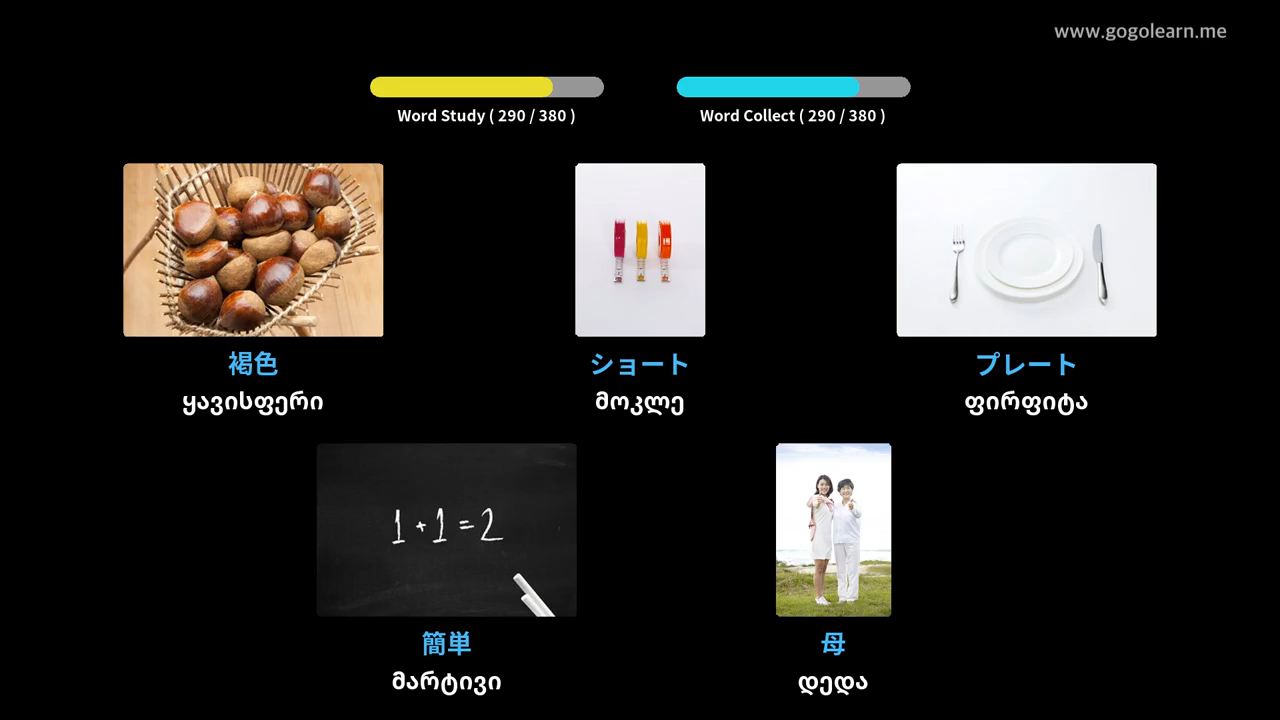 www.gogolearn.me
Word Study ( 290 / 380 )
Word Collect ( 290 / 380 )
褐色
ყავისფერი
ショート
მოკლე
プレート
ფირფიტა
1 + 1 = 2
簡単
მარტივი
母
დედა